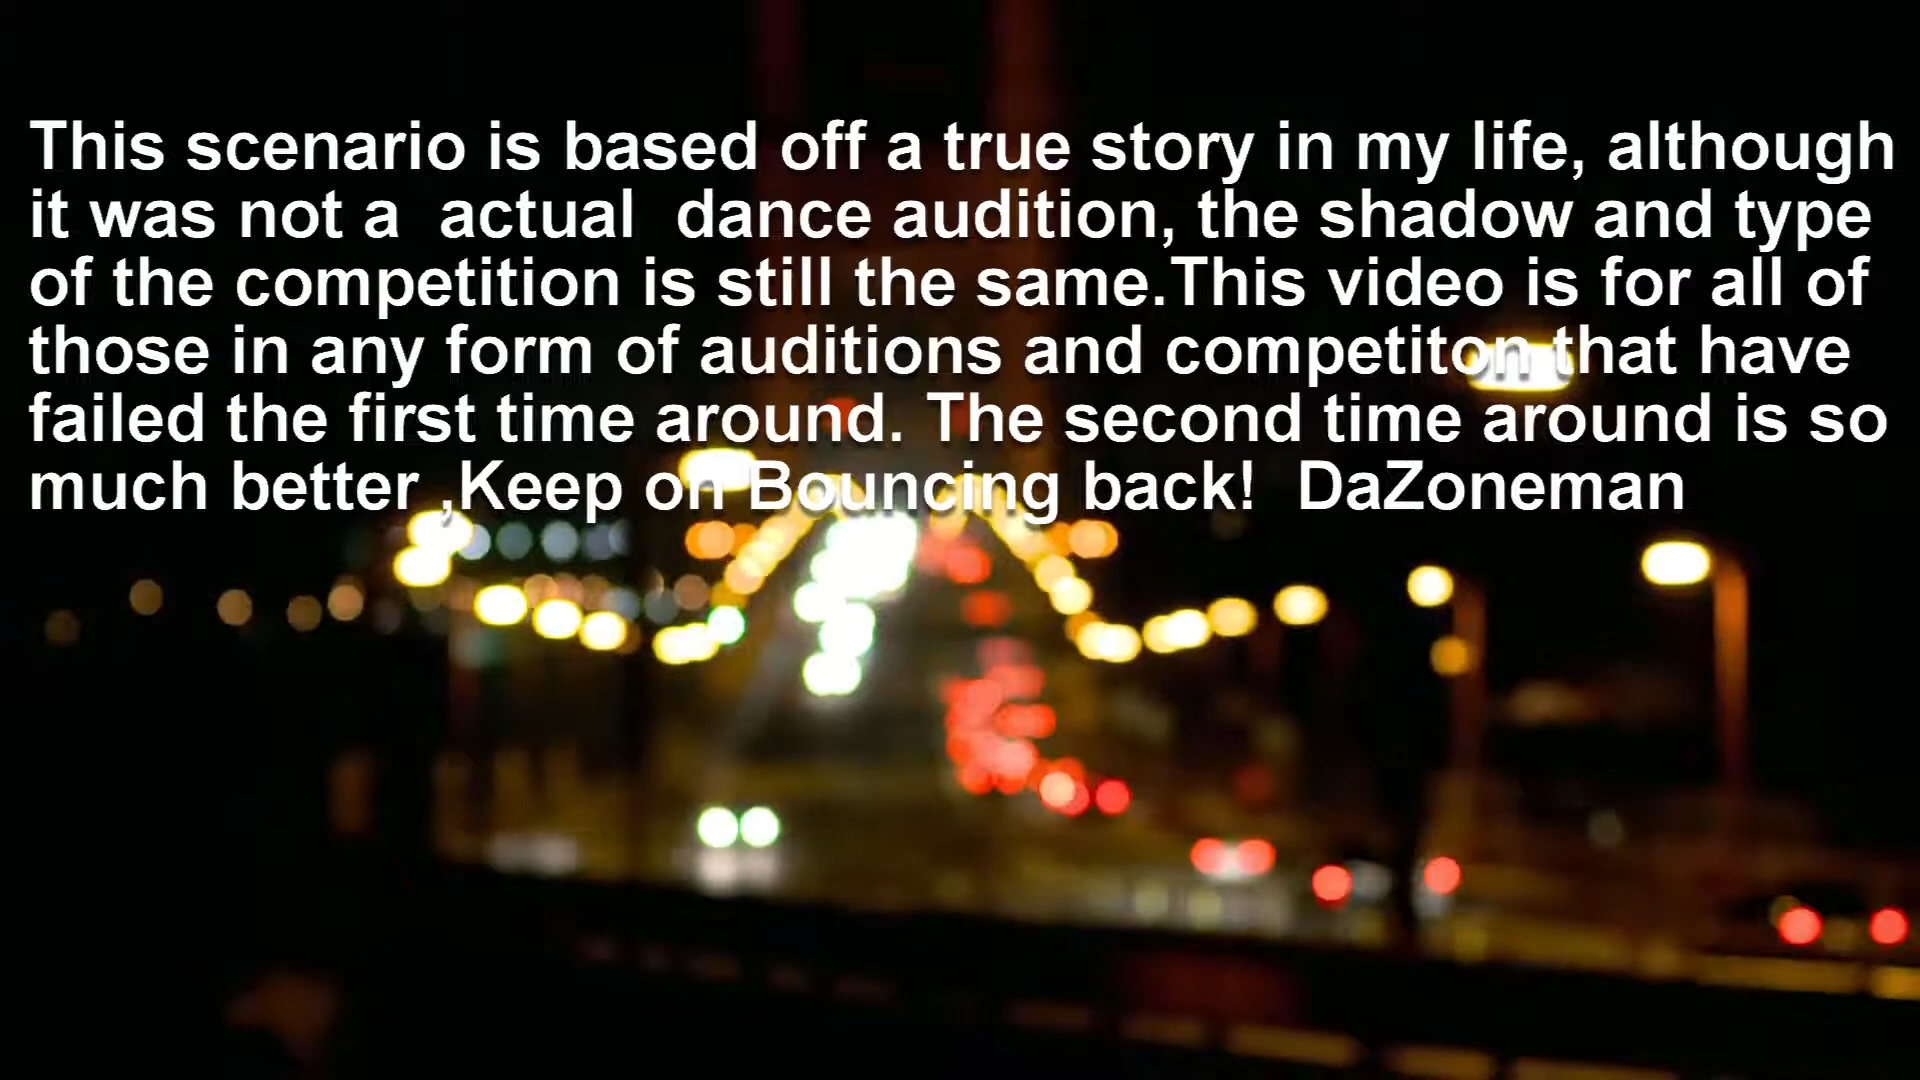 This scenario is based off a true story in my life, although
it was not a  actual  dance audition, the shadow and type
of the competition is still the same.This video is for all of
those in any form of auditions and competiton that have
failed the first time around. The second time around is so
much better ,Keep on Bouncing back!  DaZoneman